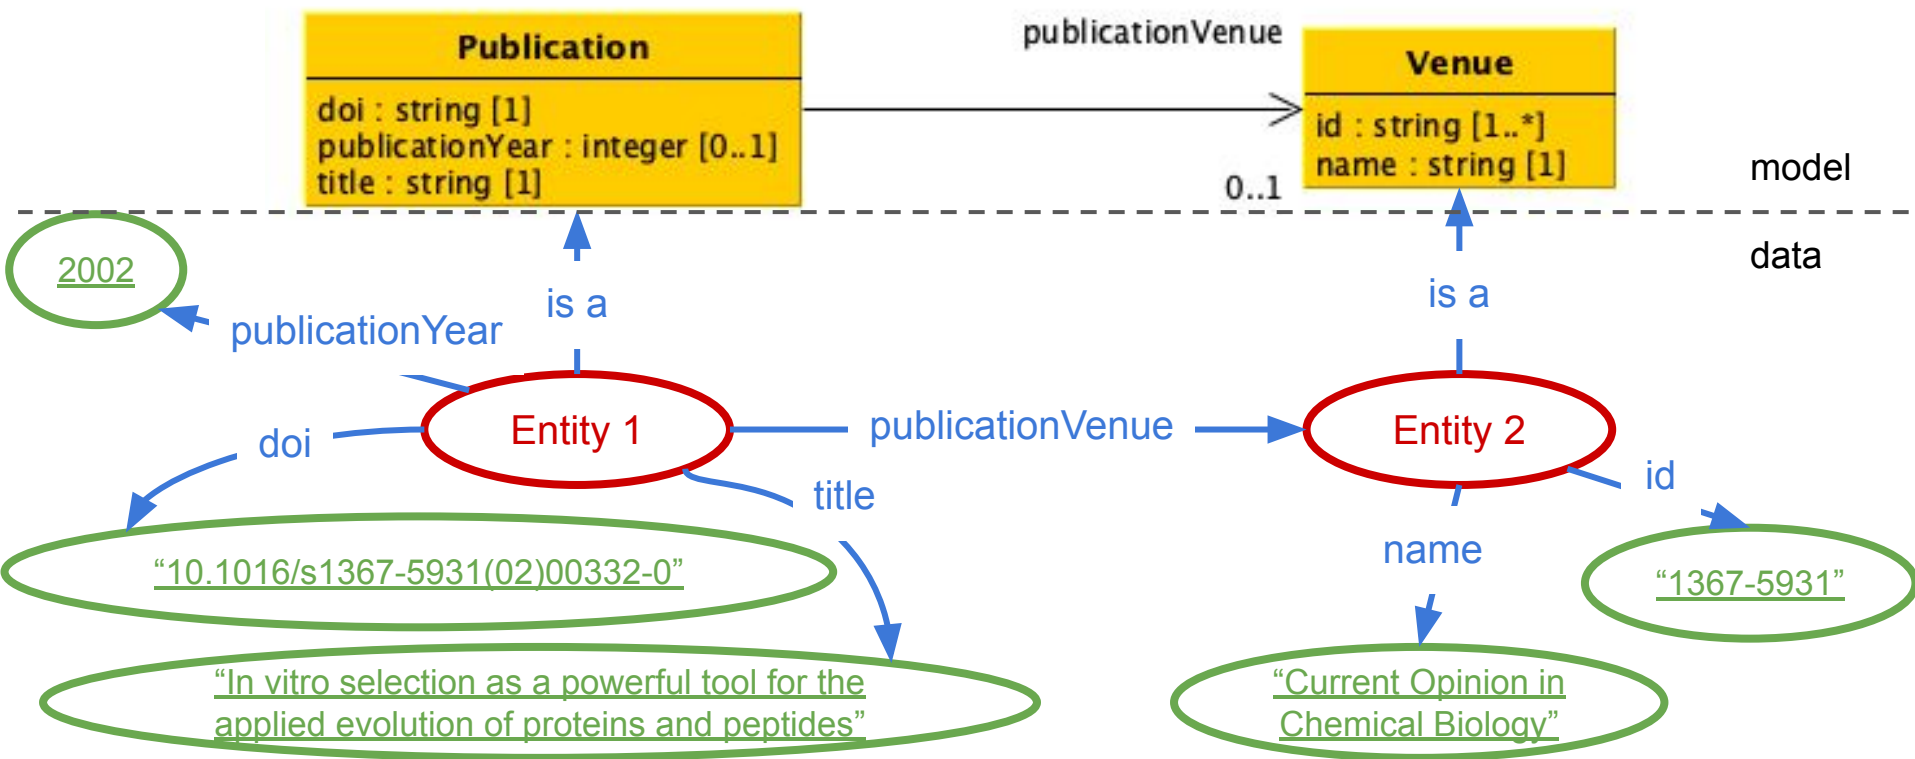 Publication
doi : string [1]
publicationYear : integer [0..1]
title : string [1]
publicationVenue
0..1
Venue
id : string [1..*]
name : string [1]
model
data
2002
publicationYear
is a
is a
Entity 1
publicationVenue
Entity 2
doi
title
name
id
“10.1016/s1367-5931(02)00332-0”
“1367-5931”
“In vitro selection as a powerful tool for the
applied evolution of proteins and peptides”
“Current Opinion in
Chemical Biology”